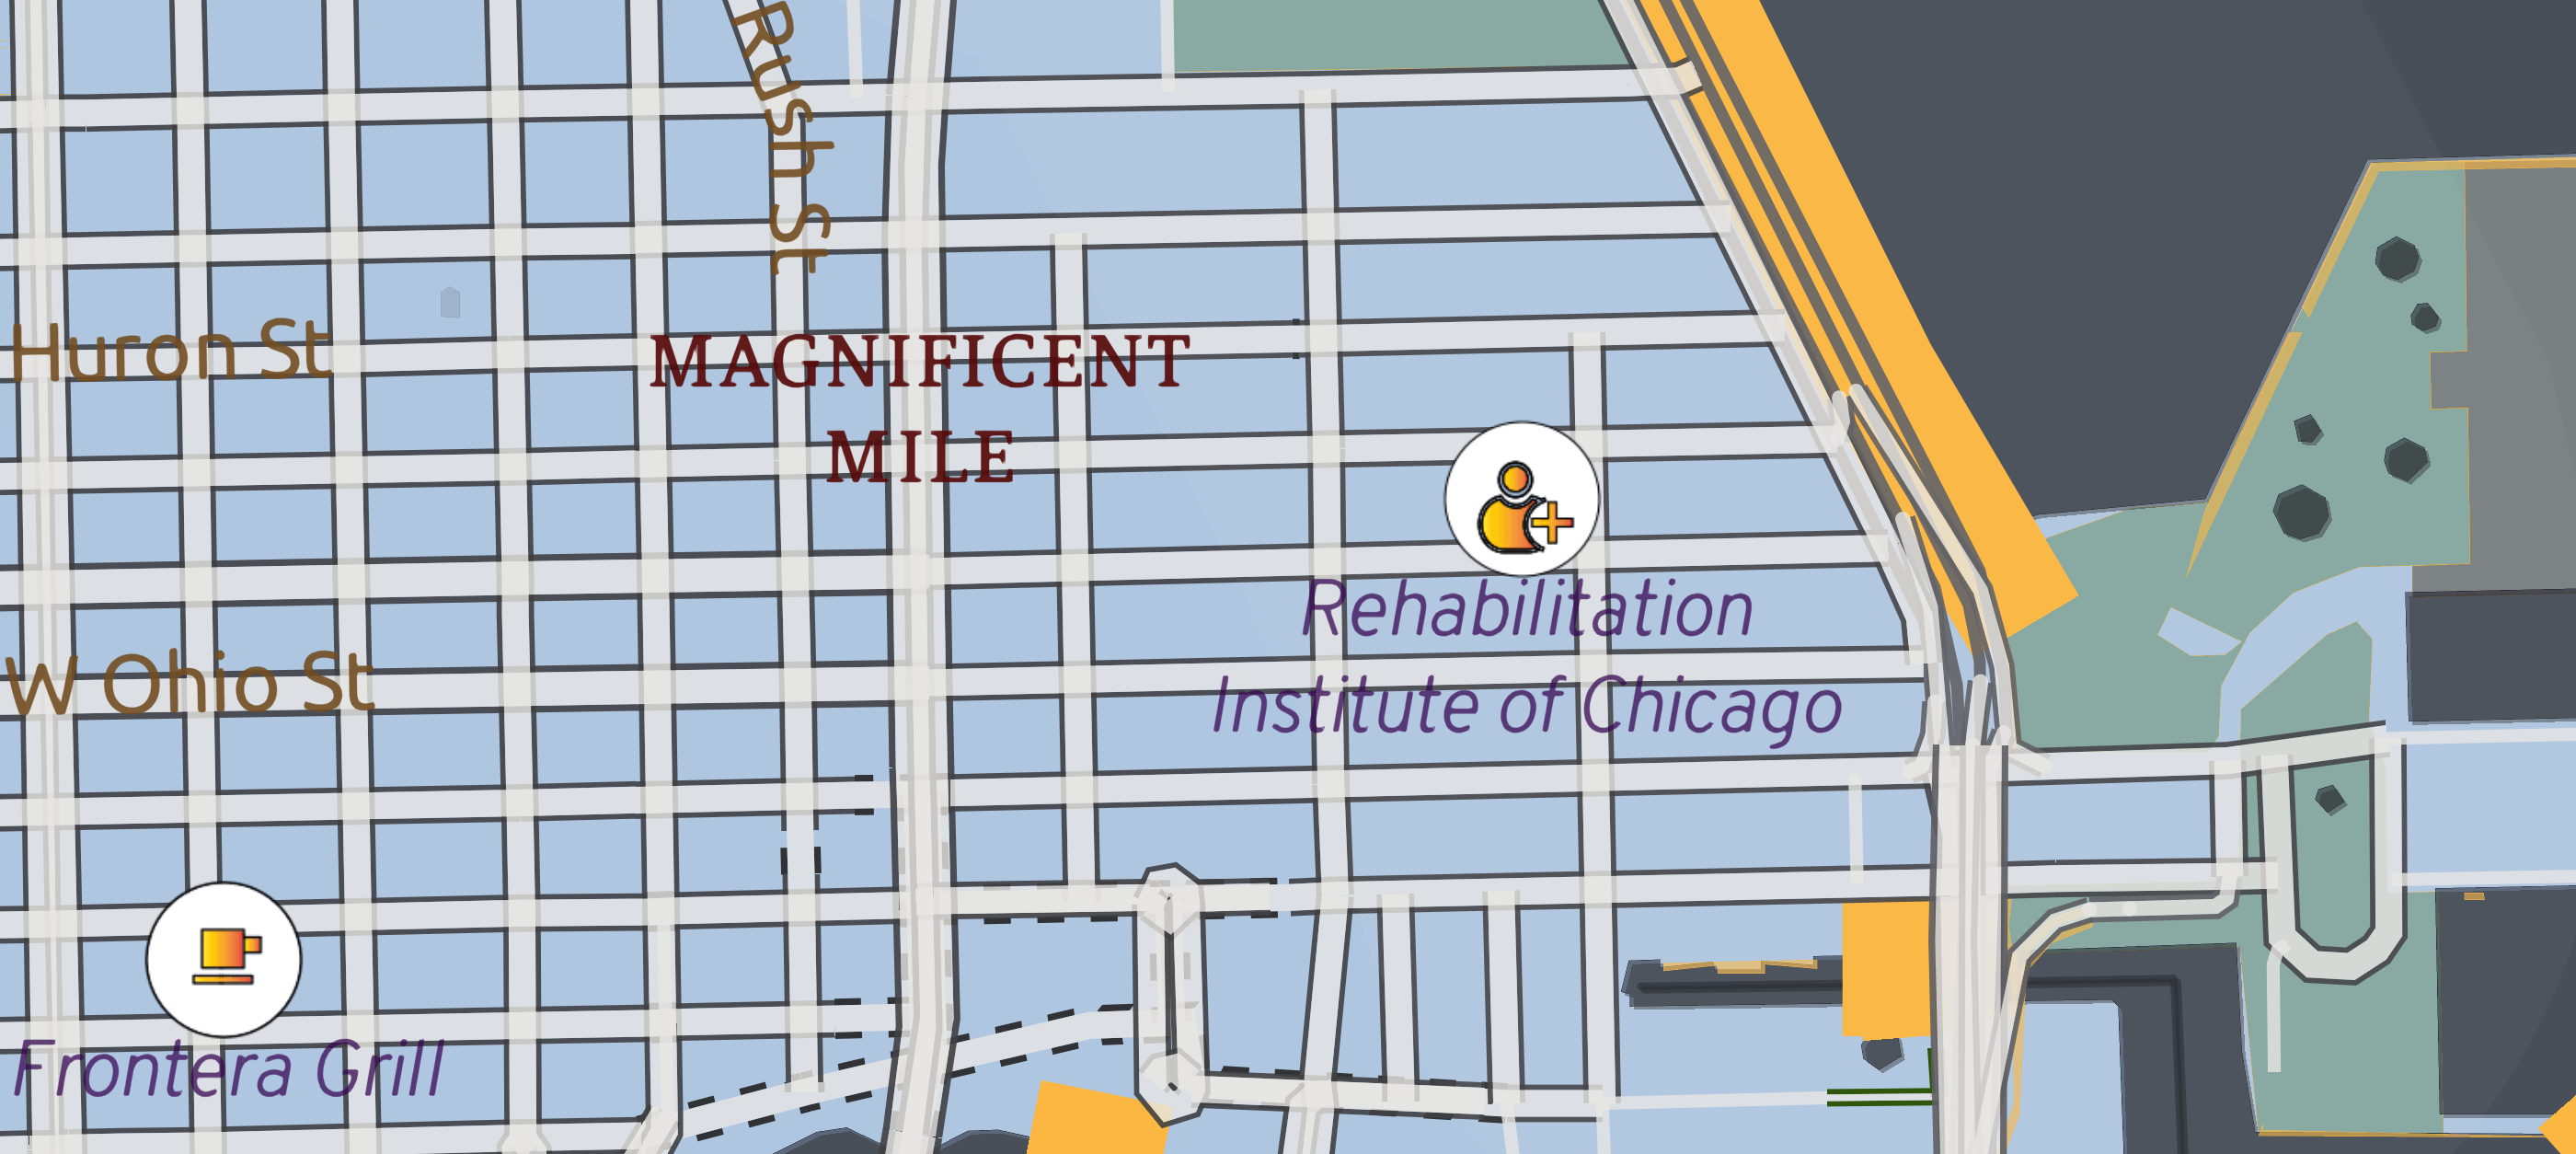 Rush St
Huron St
MAGNIFICENT
MILE
Rehabilitation
Institute of Chicago
W Ohio St
Frontera Grill